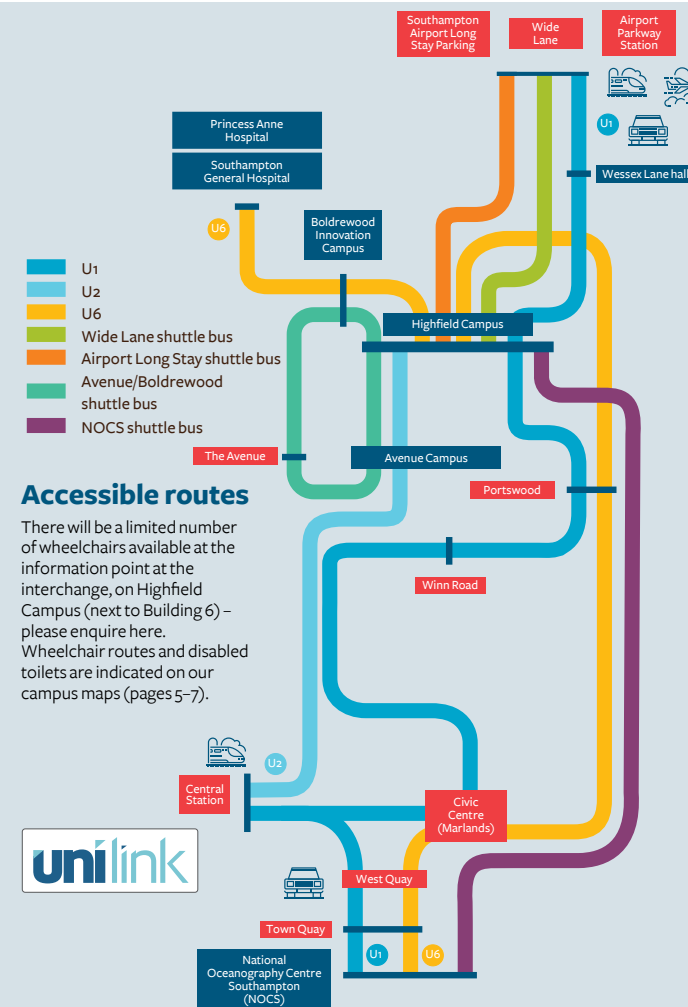 Southampton
Airport Long
Stay Parking
Wide
Lane
Airport
Parkway
Station
U1
Wessex Lane hall
Princess Anne
Hospital
Southampton
General Hospital
U6
Boldrewood
Innovation
Campus
Highfield Campus
U1
U2
U6
Wide Lane shuttle bus
Airport Long Stay shuttle bus
Avenue/Boldrewood
shuttle bus
NOCS shuttle bus
The Avenue
Avenue Campus
Portswood
Winn Road
Accessible routes
There will be a limited number
of wheelchairs available at the
information point at the
interchange, on Highfield
Campus (next to Building 6) –
please enquire here.
Wheelchair routes and disabled
toilets are indicated on our
campus maps (pages 5–7).
U2
Central
Station
Civic
Centre
(Marlands)
unilink
West Quay
Town Quay
U1
U6
National
Oceanography Centre
Southampton
(NOCS)